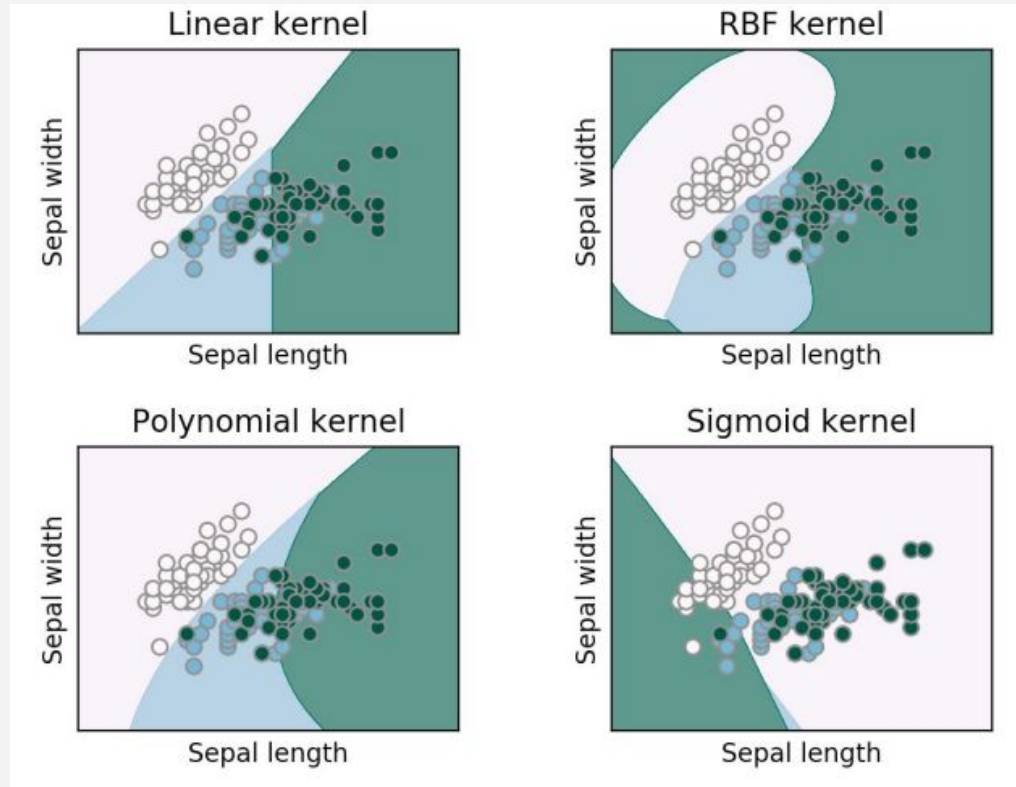 Linear kernel
Sepal width
Sepal length
RBF kernel
Sepal width
Sepal length
Polynomial kernel
Sepal width
Sepal length
Sigmoid kernel
Sepal width
Sepal length